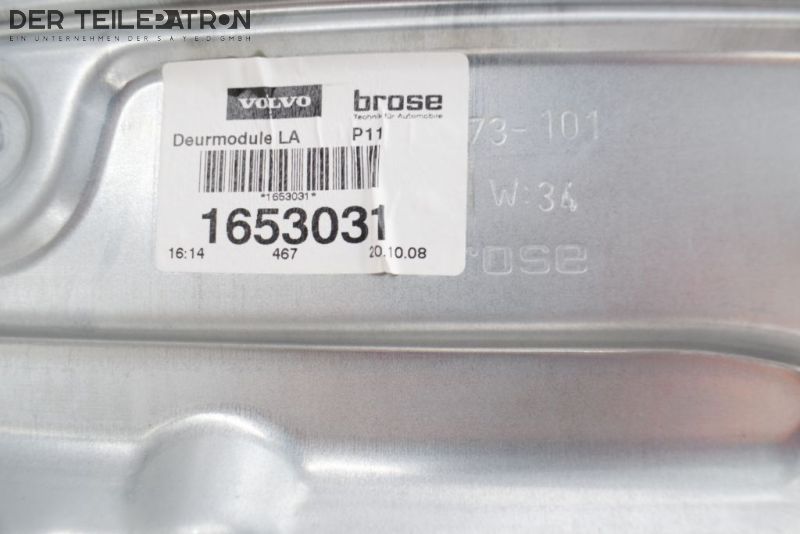 DER TEILEPATRON
EIN UNTERNEHMEN DER S A Y E D GMBH
VOLVO brose
Technik für Automobile
Deurmodule LA P11
*1653031*
1653031
16:14 467 20.10.08
73-101
W:34
brose